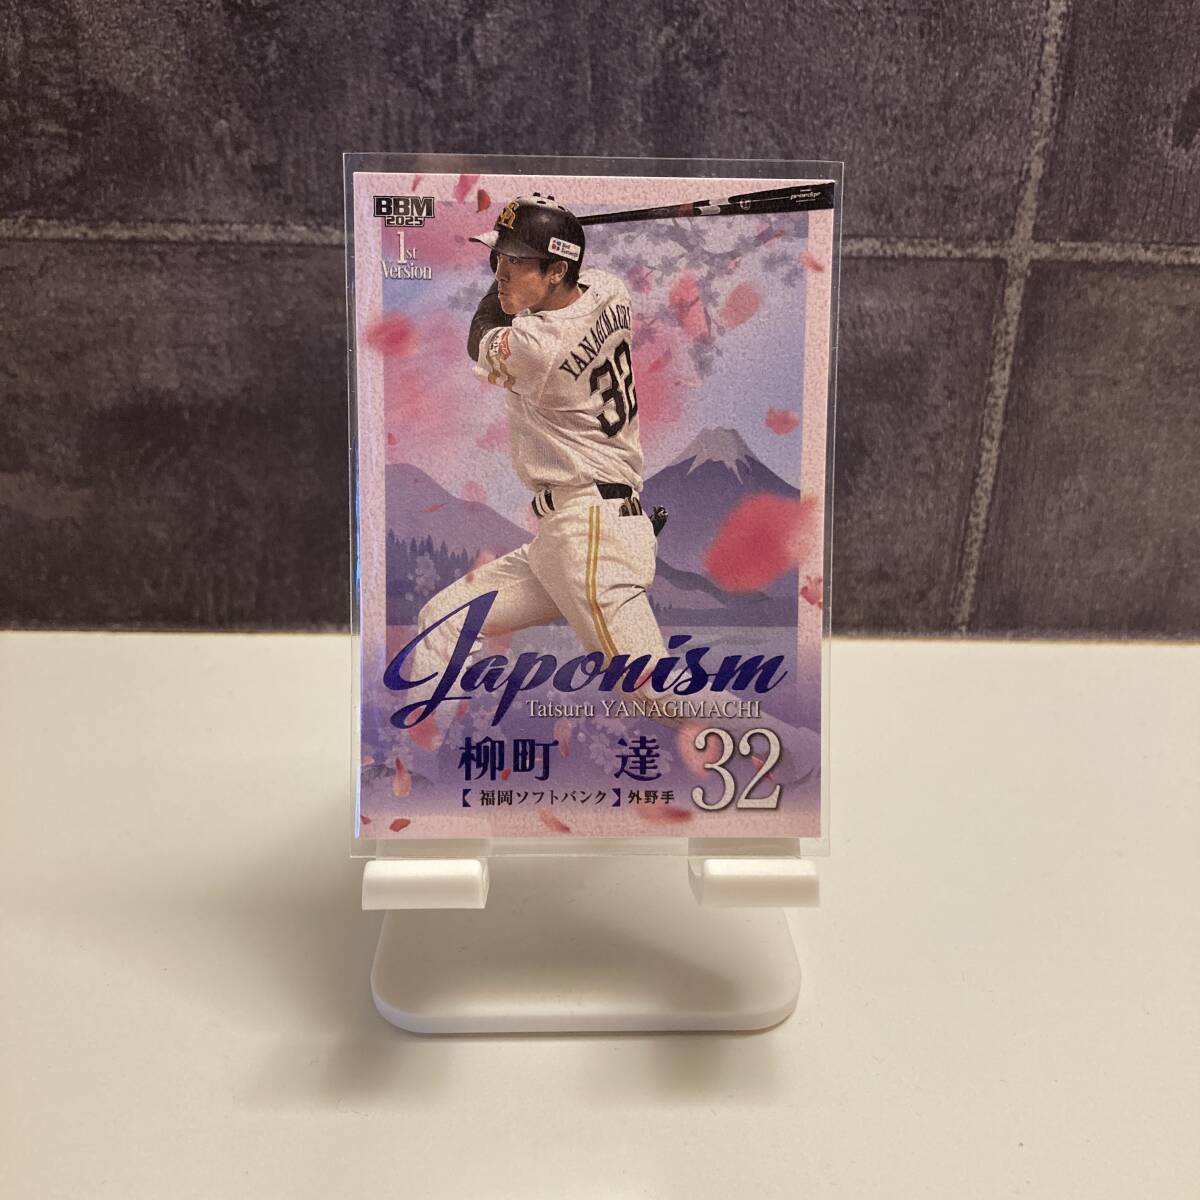 BBM
2025
1st
Version
SH
YANAGIMACHI
32
Japonism
Tatsuru YANAGIMACHI
柳町 達
【福岡ソフトバンク】外野手
32